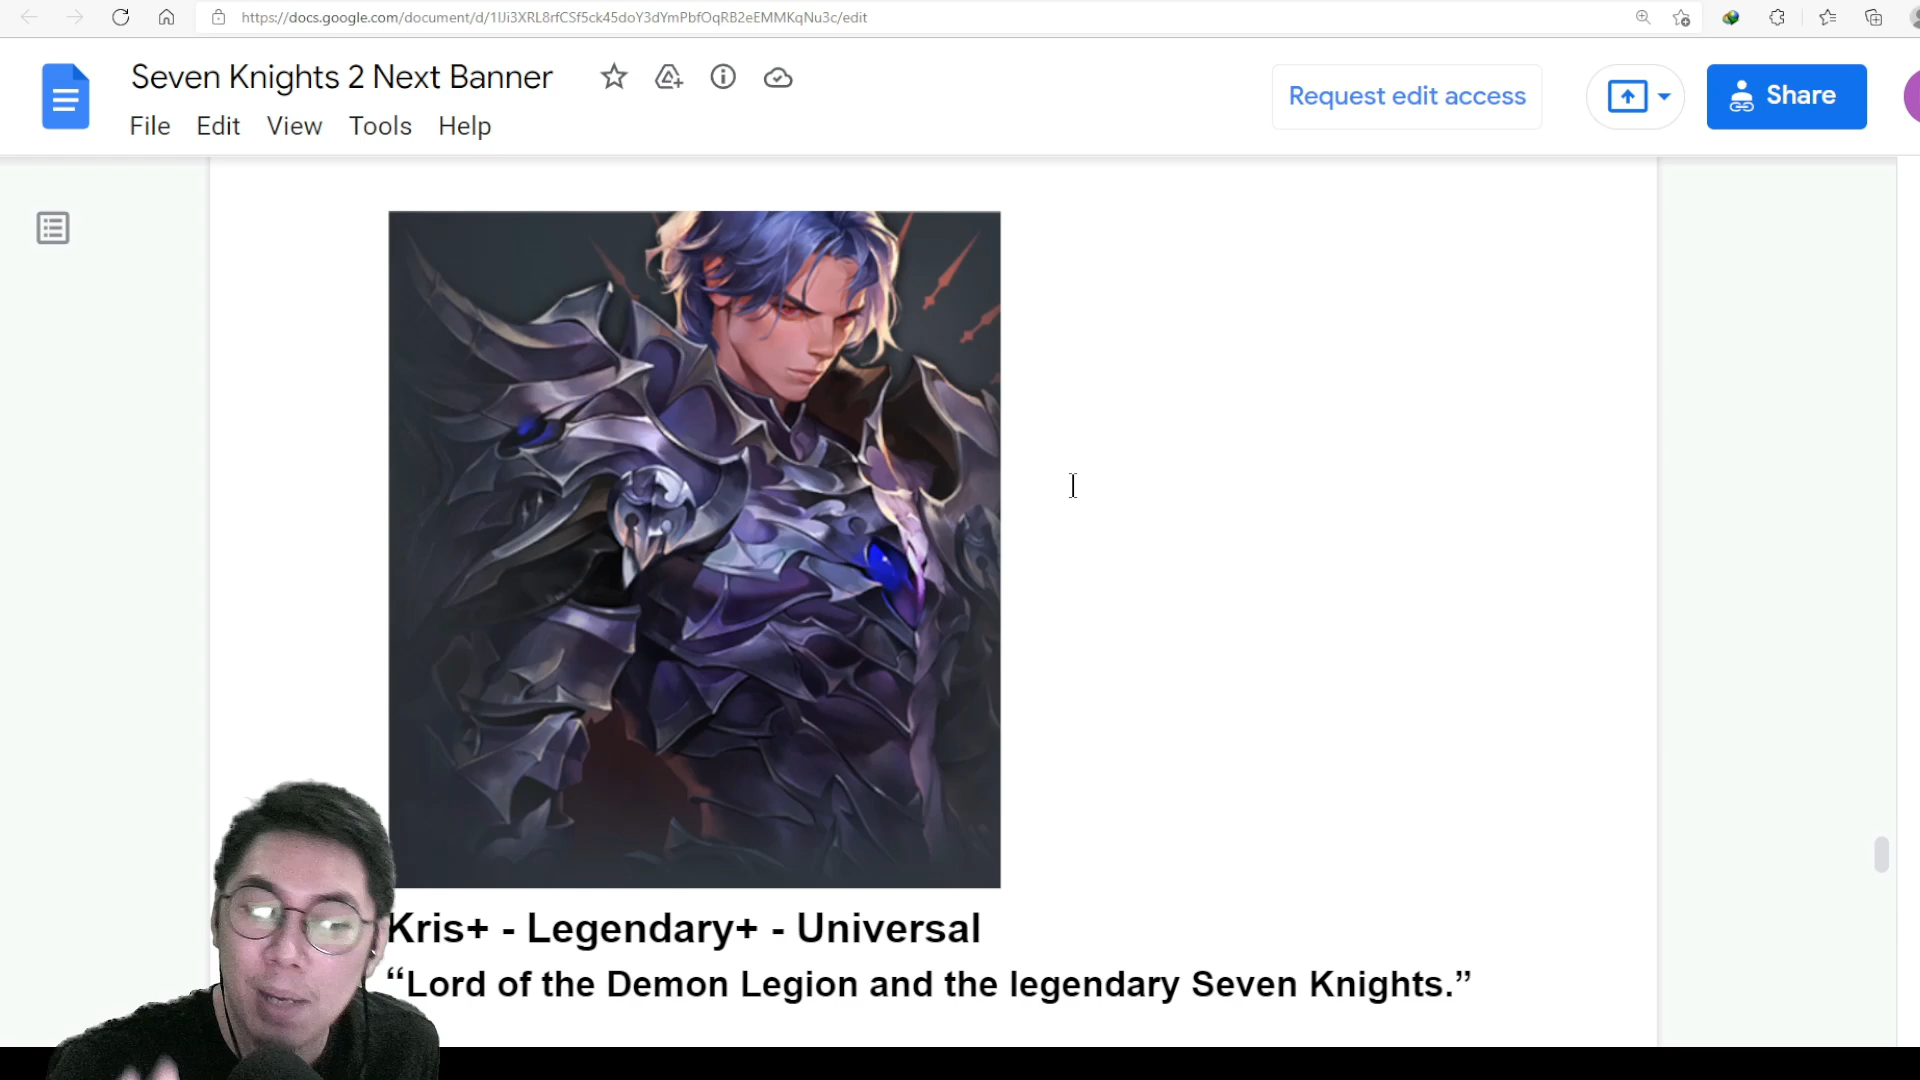 https://docs.google.com/document/d/1IJi3XRL8rfCSf5ck45doY3dYmPbfOqRB2eEMMKqNu3c/edit
Seven Knights 2 Next Banner
File Edit View Tools Help
Request edit access
Share
Kris+ - Legendary+ - Universal
“Lord of the Demon Legion and the legendary Seven Knights.”